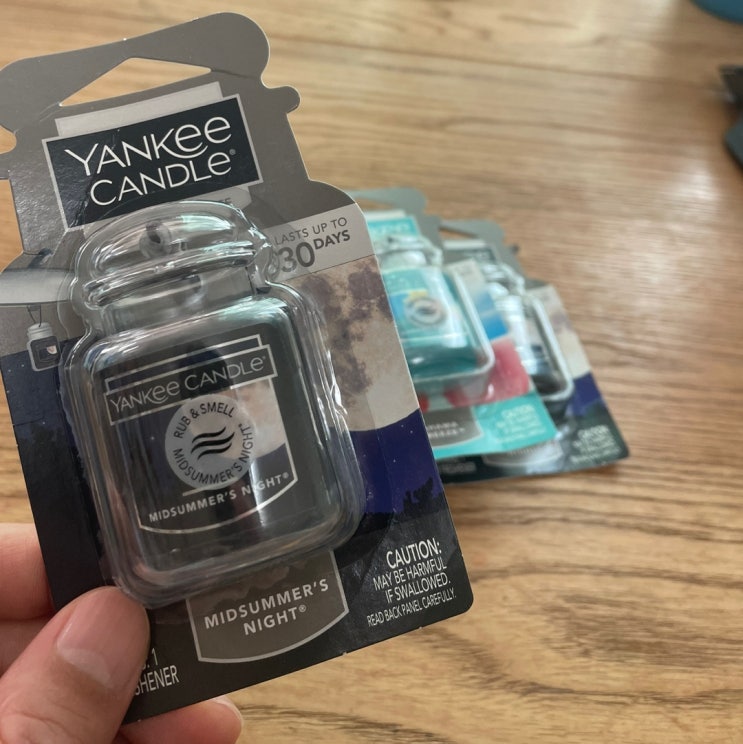 YANKEE
CANDLE®
LASTS UP TO
30 DAYS
YANKEE CANDLE®
RUB & SMELL
MIDSUMMER'S NIGHT
MIDSUMMER'S NIGHT®
MIDSUMMER'S
NIGHT®
CAUTION:
MAY BE HARMFUL
IF SWALLOWED.
READ BACK PANEL CAREFULLY.